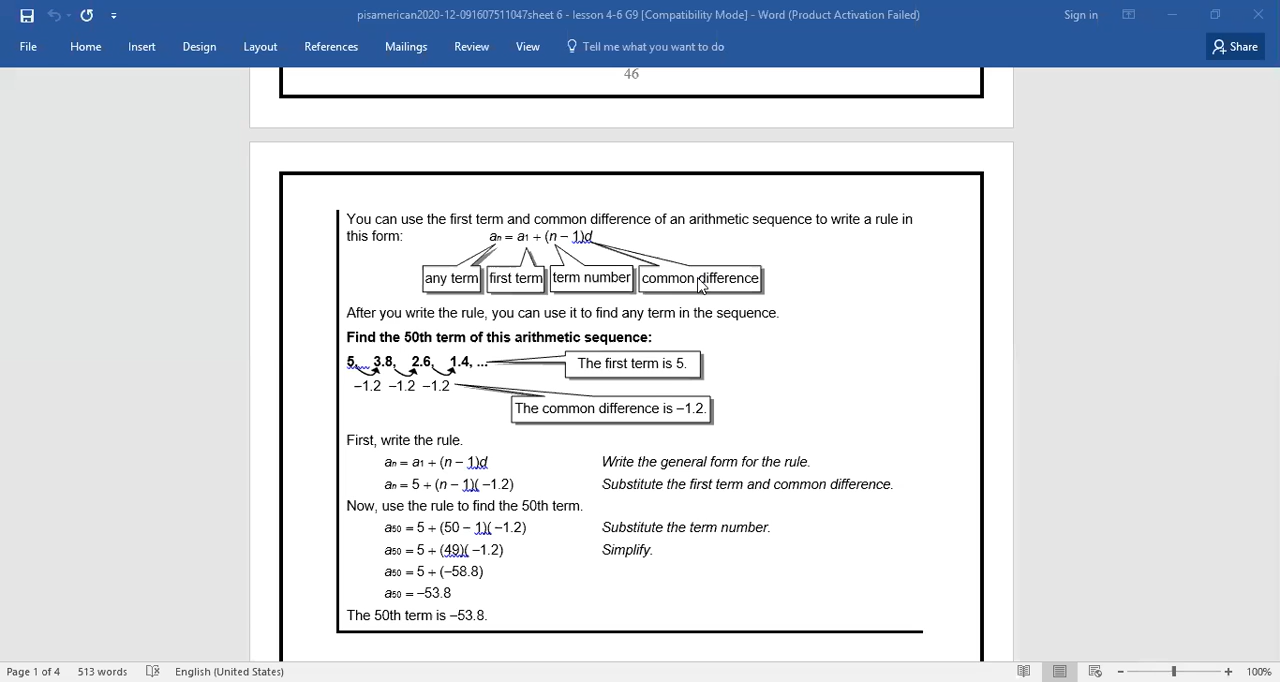 pisamerican2020-12-091607511047sheet 6 - lesson 4-6 G9 [Compatibility Mode] - Word (Product Activation Failed)
Sign in
File Home Insert Design Layout References Mailings Review View Tell me what you want to do
Share
46
You can use the first term and common difference of an arithmetic sequence to write a rule in
this form: an = a1 + (n – 1)d
any term first term term number common difference
After you write the rule, you can use it to find any term in the sequence.
Find the 50th term of this arithmetic sequence:
5, 3.8, 2.6, 1.4, ... The first term is 5.
–1.2 –1.2 –1.2
The common difference is –1.2.
First, write the rule.
an = a1 + (n – 1)d Write the general form for the rule.
an = 5 + (n – 1)( –1.2) Substitute the first term and common difference.
Now, use the rule to find the 50th term.
a50 = 5 + (50 – 1)( –1.2) Substitute the term number.
a50 = 5 + (49)( –1.2) Simplify.
a50 = 5 + (–58.8)
a50 = –53.8
The 50th term is –53.8.
Page 1 of 4 513 words English (United States) 100%